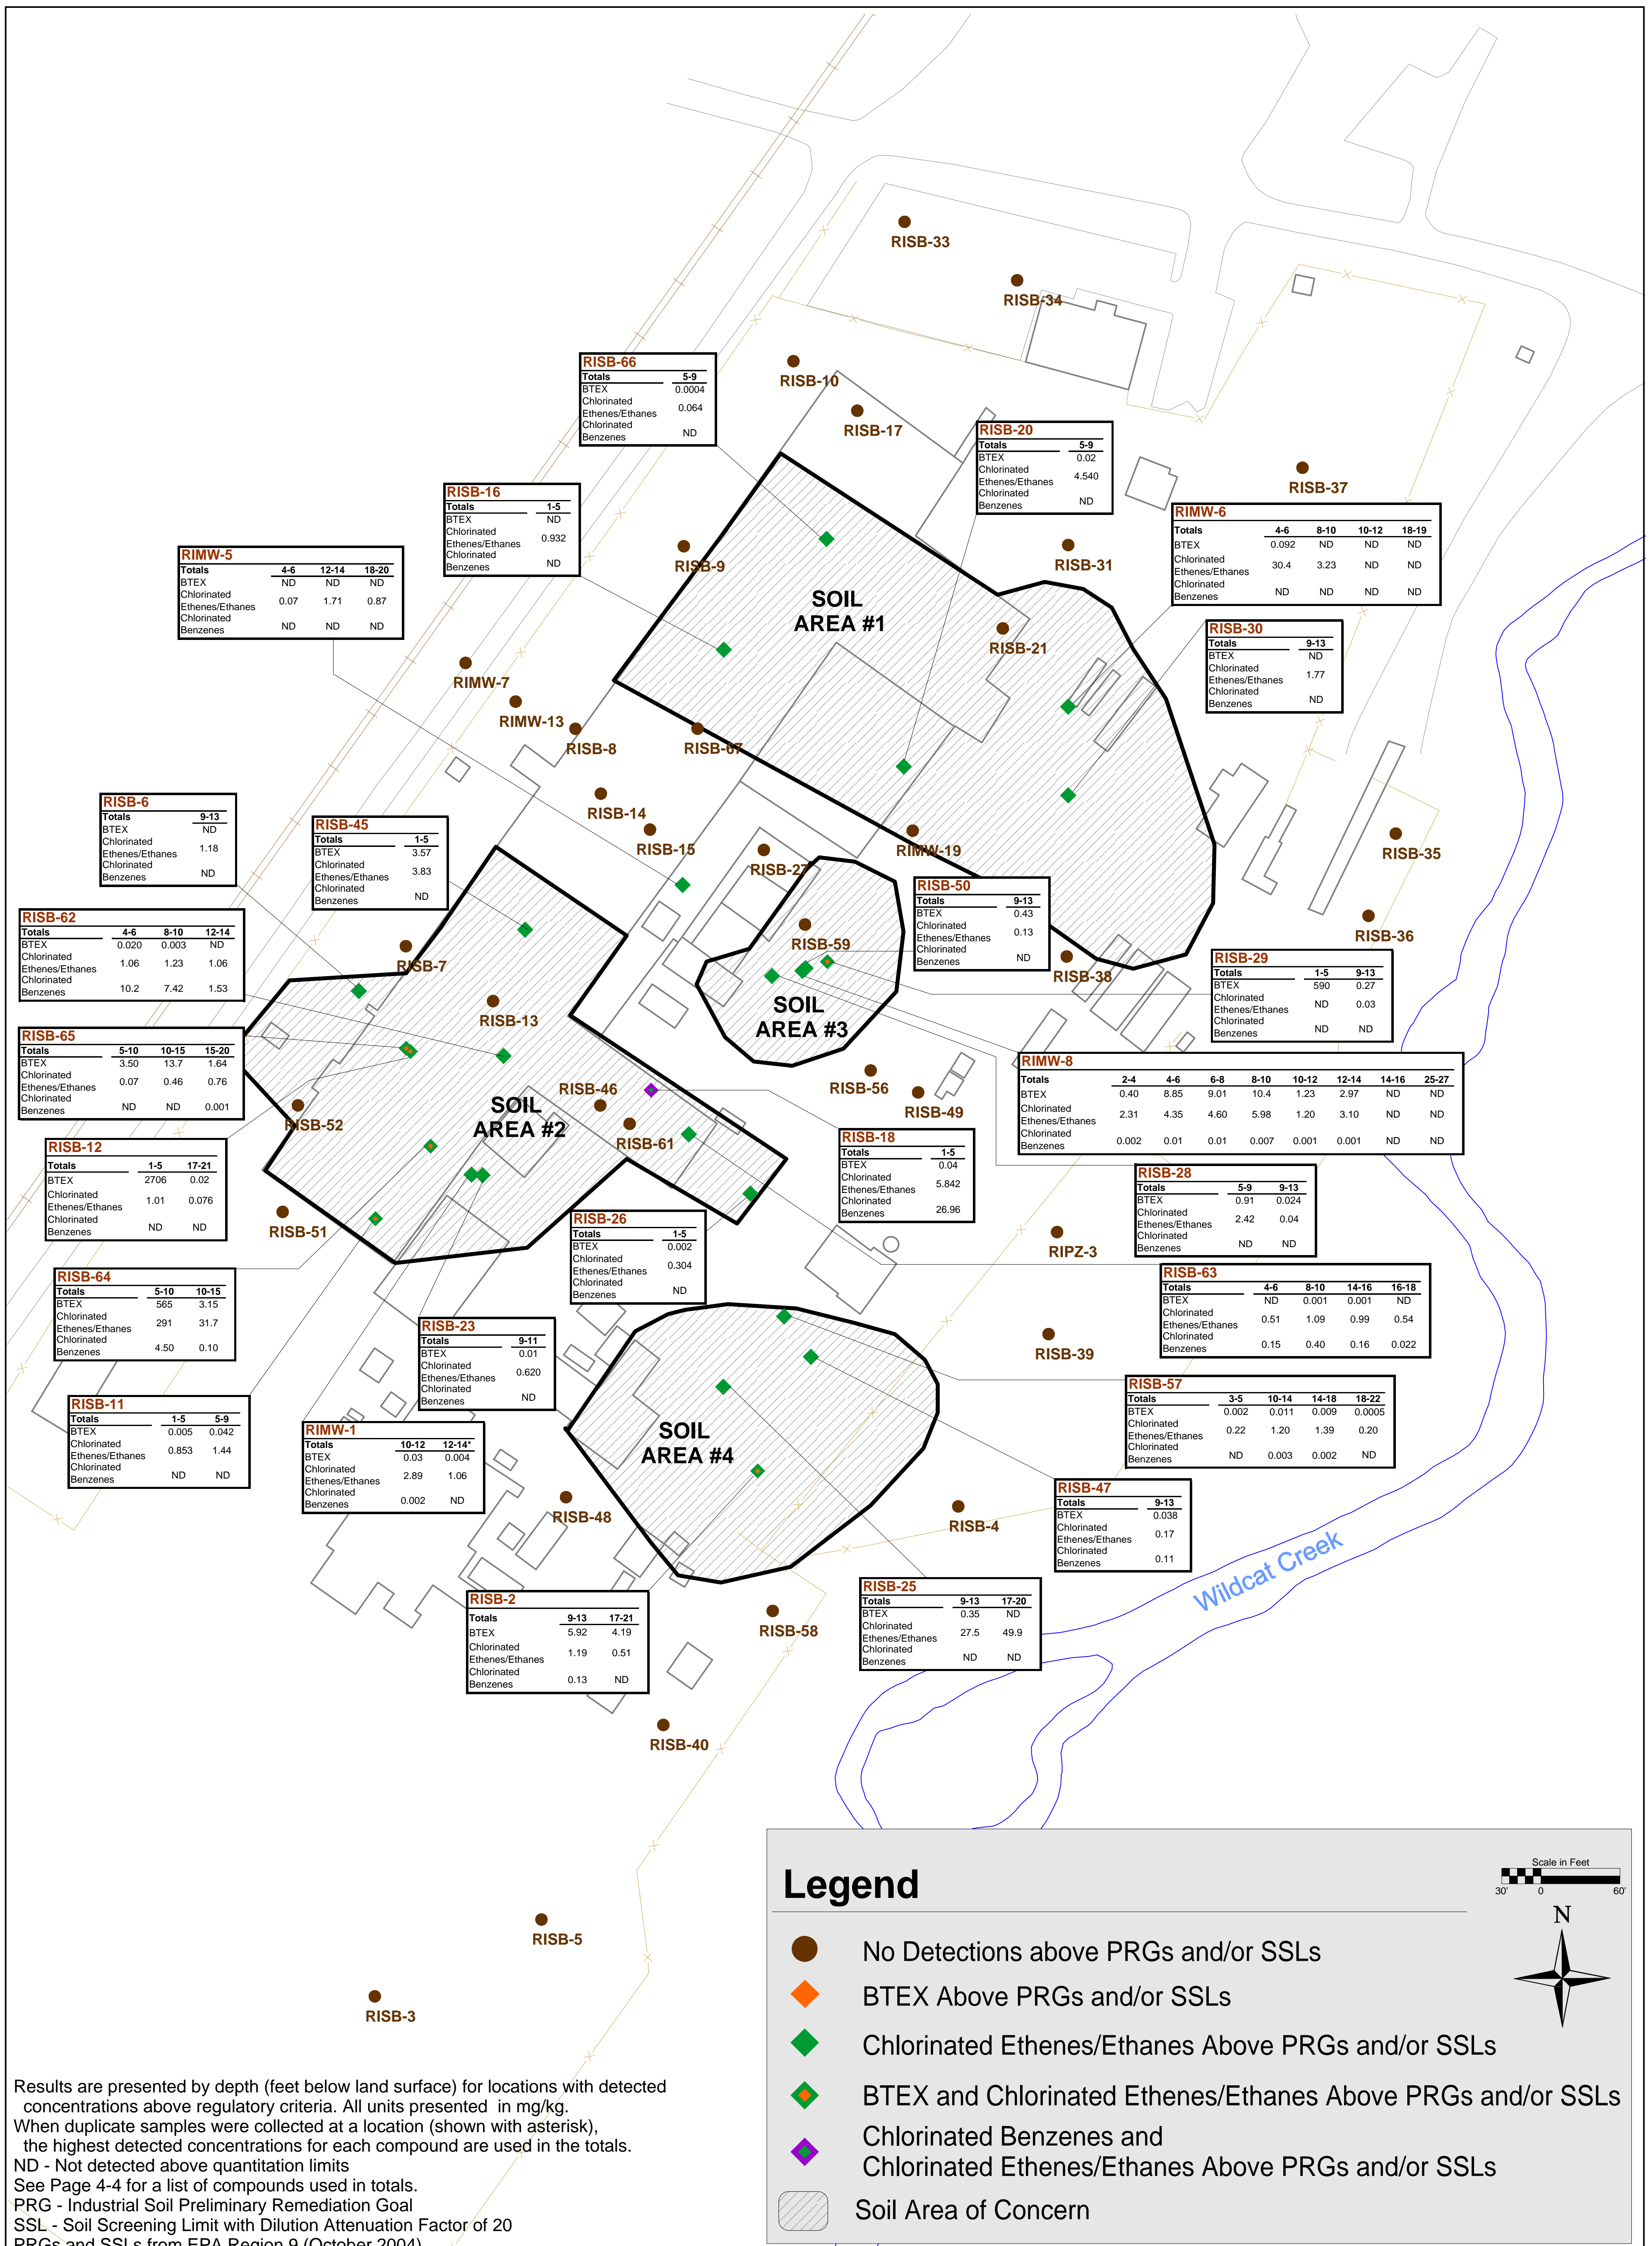 RISB-33
RISB-34
RISB-10
RISB-17
RISB-37
RISB-66
Totals 5-9
BTEX 0.0004
Chlorinated
Ethenes/Ethanes 0.064
Chlorinated
Benzenes ND
RISB-20
Totals 5-9
BTEX 0.02
Chlorinated
Ethenes/Ethanes 4.540
Chlorinated
Benzenes ND
RISB-16
Totals 1-5
BTEX ND
Chlorinated
Ethenes/Ethanes 0.932
Chlorinated
Benzenes ND
RIMW-6
Totals 4-6 8-10 10-12 18-19
BTEX 0.092 ND ND ND
Chlorinated
Ethenes/Ethanes 30.4 3.23 ND ND
Chlorinated
Benzenes ND ND ND ND
RIMW-5
Totals 4-6 12-14 18-20
BTEX ND ND ND
Chlorinated
Ethenes/Ethanes 0.07 1.71 0.87
Chlorinated
Benzenes ND ND ND
RISB-9
RISB-31
SOIL
AREA #1
RISB-21
RISB-30
Totals 9-13
BTEX ND
Chlorinated
Ethenes/Ethanes 1.77
Chlorinated
Benzenes ND
RIMW-7
RIMW-13
RISB-8
RISB-67
RISB-14
RISB-15
RISB-27
RIMW-19
RISB-35
RISB-36
RISB-6
Totals 9-13
BTEX ND
Chlorinated
Ethenes/Ethanes 1.18
Chlorinated
Benzenes ND
RISB-45
Totals 1-5
BTEX 3.57
Chlorinated
Ethenes/Ethanes 3.83
Chlorinated
Benzenes ND
RISB-50
Totals 9-13
BTEX 0.43
Chlorinated
Ethenes/Ethanes 0.13
Chlorinated
Benzenes ND
RISB-62
Totals 4-6 8-10 12-14
BTEX 0.020 0.003 ND
Chlorinated
Ethenes/Ethanes 1.06 1.23 1.06
Chlorinated
Benzenes 10.2 7.42 1.53
RISB-7
RISB-59
RISB-38
RISB-29
Totals 1-5 9-13
BTEX 590 0.27
Chlorinated
Ethenes/Ethanes ND 0.03
Chlorinated
Benzenes ND ND
RISB-13
SOIL
AREA #3
RISB-65
Totals 5-10 10-15 15-20
BTEX 3.50 13.7 1.64
Chlorinated
Ethenes/Ethanes 0.07 0.46 0.76
Chlorinated
Benzenes ND ND 0.001
RIMW-8
Totals 2-4 4-6 6-8 8-10 10-12 12-14 14-16 25-27
BTEX 0.40 8.85 9.01 10.4 1.23 2.97 ND ND
Chlorinated
Ethenes/Ethanes 2.31 4.35 4.60 5.98 1.20 3.10 ND ND
Chlorinated
Benzenes 0.002 0.01 0.01 0.007 0.001 0.001 ND ND
RISB-46
RISB-56
RISB-49
RISB-52
SOIL
AREA #2
RISB-61
RISB-12
Totals 1-5 17-21
BTEX 2706 0.02
Chlorinated
Ethenes/Ethanes 1.01 0.076
Chlorinated
Benzenes ND ND
RISB-18
Totals 1-5
BTEX 0.04
Chlorinated
Ethenes/Ethanes 5.842
Chlorinated
Benzenes 26.96
RISB-28
Totals 5-9 9-13
BTEX 0.91 0.024
Chlorinated
Ethenes/Ethanes 2.42 0.04
Chlorinated
Benzenes ND ND
RISB-51
RISB-26
Totals 1-5
BTEX 0.002
Chlorinated
Ethenes/Ethanes 0.304
Chlorinated
Benzenes ND
RIPZ-3
RISB-64
Totals 5-10 10-15
BTEX 565 3.15
Chlorinated
Ethenes/Ethanes 291 31.7
Chlorinated
Benzenes 4.50 0.10
RISB-63
Totals 4-6 8-10 14-16 16-18
BTEX ND 0.001 0.001 ND
Chlorinated
Ethenes/Ethanes 0.51 1.09 0.99 0.54
Chlorinated
Benzenes 0.15 0.40 0.16 0.022
RISB-23
Totals 9-11
BTEX 0.01
Chlorinated
Ethenes/Ethanes 0.620
Chlorinated
Benzenes ND
RISB-39
RISB-11
Totals 1-5 5-9
BTEX 0.005 0.042
Chlorinated
Ethenes/Ethanes 0.853 1.44
Chlorinated
Benzenes ND ND
RISB-57
Totals 3-5 10-14 14-18 18-22
BTEX 0.002 0.011 0.009 0.0005
Chlorinated
Ethenes/Ethanes 0.22 1.20 1.39 0.20
Chlorinated
Benzenes ND 0.003 0.002 ND
RIMW-1
Totals 10-12 12-14*
BTEX 0.03 0.004
Chlorinated
Ethenes/Ethanes 2.89 1.06
Chlorinated
Benzenes 0.002 ND
SOIL
AREA #4
RISB-47
Totals 9-13
BTEX 0.038
Chlorinated
Ethenes/Ethanes 0.17
Chlorinated
Benzenes 0.11
RISB-48
RISB-4
RISB-2
Totals 9-13 17-21
BTEX 5.92 4.19
Chlorinated
Ethenes/Ethanes 1.19 0.51
Chlorinated
Benzenes 0.13 ND
RISB-25
Totals 9-13 17-20
BTEX 0.35 ND
Chlorinated
Ethenes/Ethanes 27.5 49.9
Chlorinated
Benzenes ND ND
Wildcat Creek
RISB-58
RISB-40
RISB-5
RISB-3
Legend
Scale in Feet
30' 0 60'
N
No Detections above PRGs and/or SSLs
BTEX Above PRGs and/or SSLs
Chlorinated Ethenes/Ethanes Above PRGs and/or SSLs
BTEX and Chlorinated Ethenes/Ethanes Above PRGs and/or SSLs
Chlorinated Benzenes and
Chlorinated Ethenes/Ethanes Above PRGs and/or SSLs
Soil Area of Concern
Results are presented by depth (feet below land surface) for locations with detected
concentrations above regulatory criteria. All units presented in mg/kg.
When duplicate samples were collected at a location (shown with asterisk),
the highest detected concentrations for each compound are used in the totals.
ND - Not detected above quantitation limits
See Page 4-4 for a list of compounds used in totals.
PRG - Industrial Soil Preliminary Remediation Goal
SSL - Soil Screening Limit with Dilution Attenuation Factor of 20
PRGs and SSLs from EPA Region 9 (October 2004)